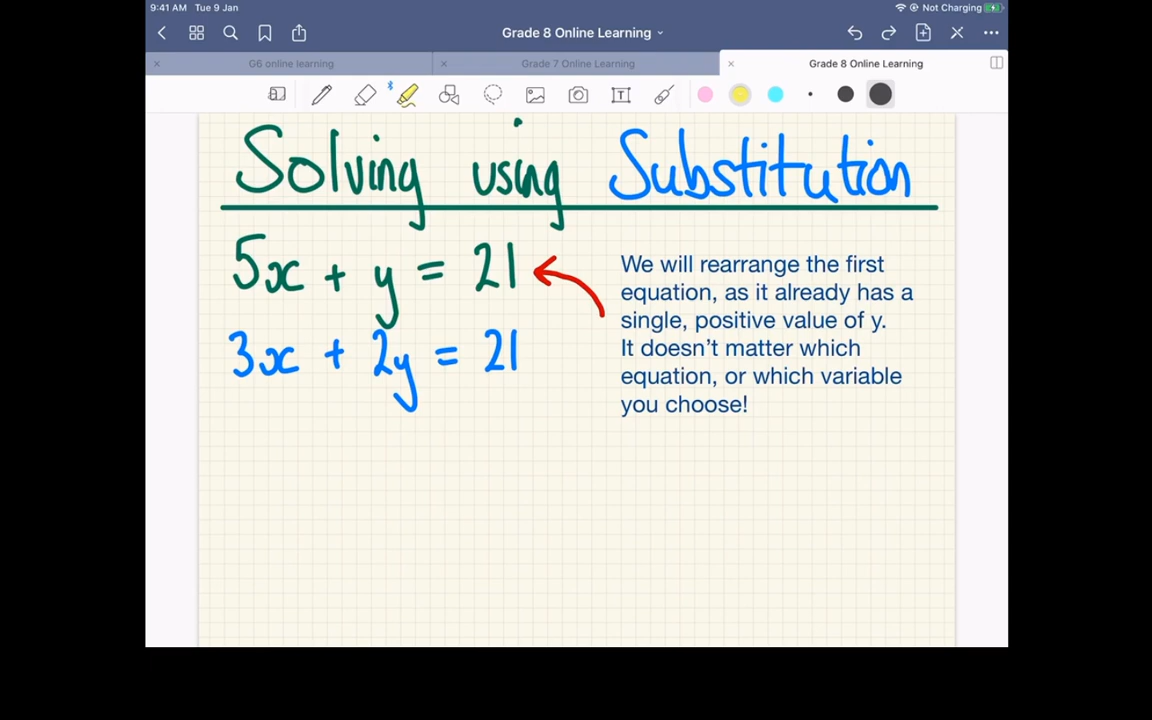 9:41 AM Tue 9 Jan
Not Charging
Grade 8 Online Learning
G6 online learning
Grade 7 Online Learning
Grade 8 Online Learning
T
Solving using Substitution
5x + y = 21
3x + 2y = 21
We will rearrange the first
equation, as it already has a
single, positive value of y.
It doesn't matter which
equation, or which variable
you choose!